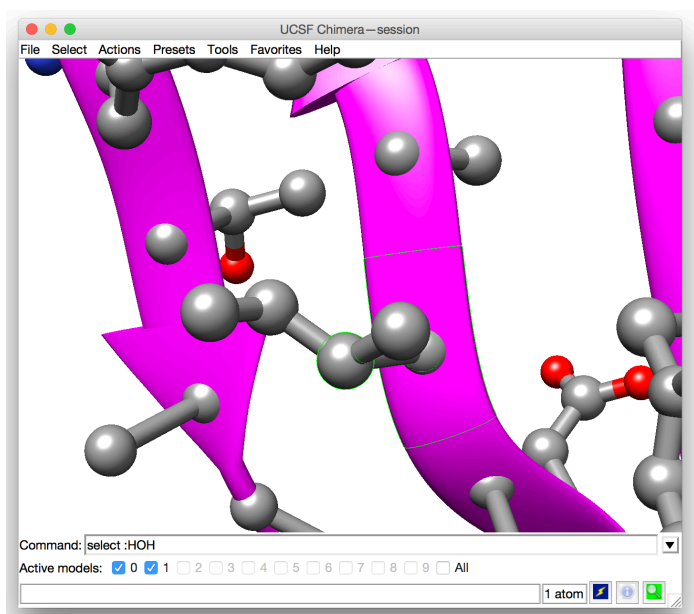 UCSF Chimera—session
File Select Actions Presets Tools Favorites Help
Command: select :HOH
Active models: 0 1 2 3 4 5 6 7 8 9 All
1 atom